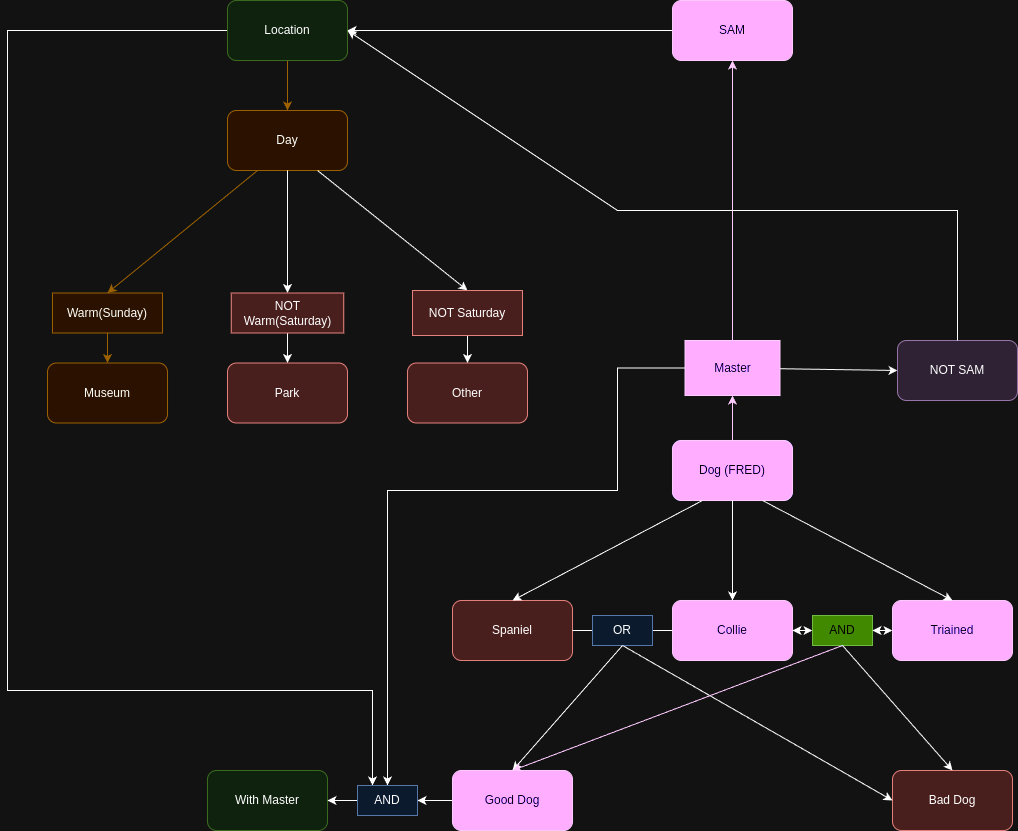 Location
SAM
Day
Warm(Sunday)
NOT
Warm(Saturday)
NOT Saturday
Master
NOT SAM
Museum
Park
Other
Dog (FRED)
Spaniel
OR
Collie
AND
Triained
With Master
AND
Good Dog
Bad Dog